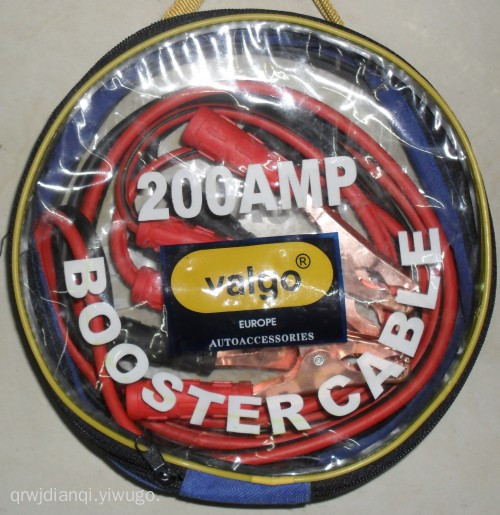 200AMP
valgo®
EUROPE
AUTOACCESSORIES
BOOSTER CABLE
qrwjdianqi.yiwugo.